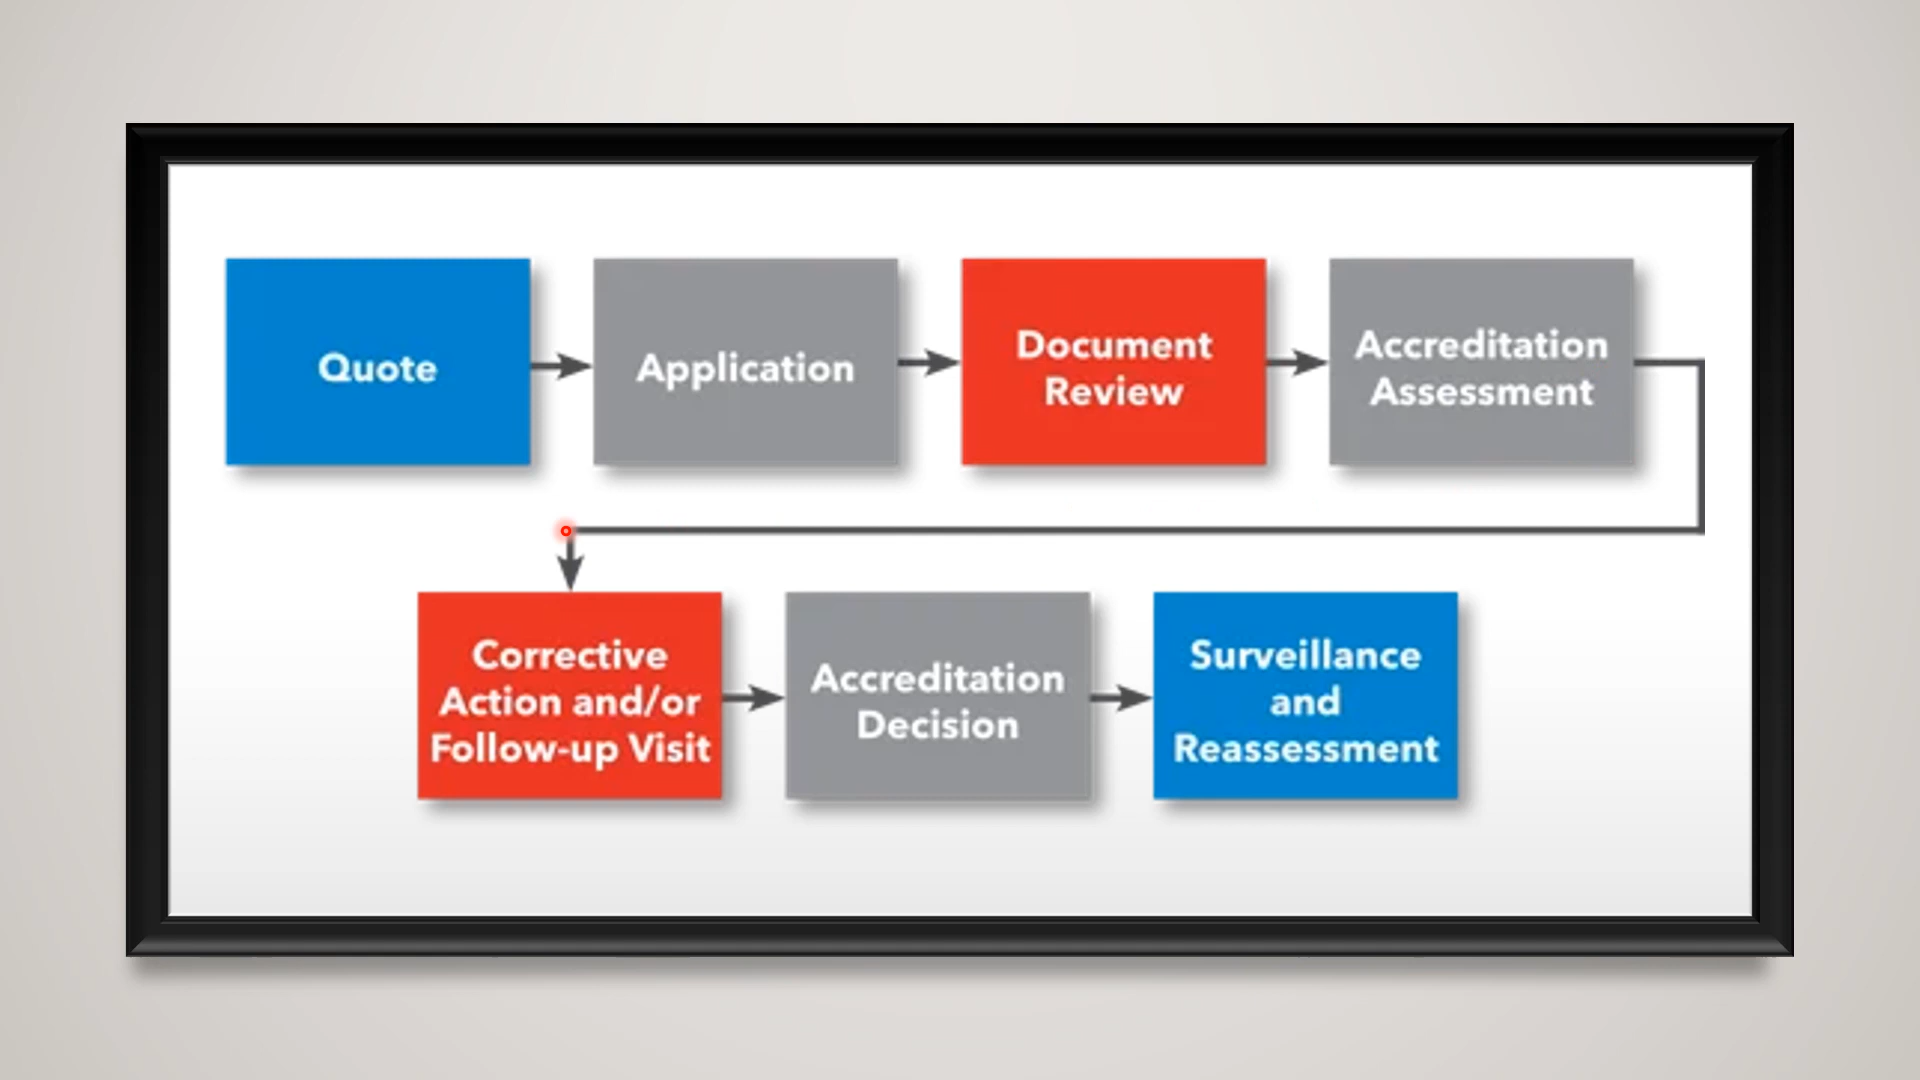 Quote
Application
Document
Review
Accreditation
Assessment
Corrective
Action and/or
Follow-up Visit
Accreditation
Decision
Surveillance
and
Reassessment